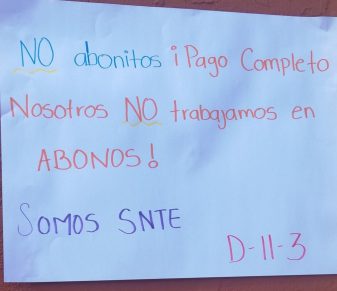 NO abonitos ¡Pago Completo
Nosotros NO trabajamos en
ABONOS!
SOMOS SNTE
D-11-3